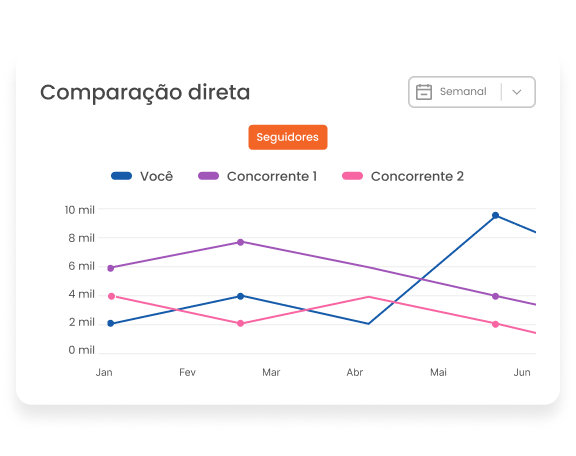 Comparação direta
Semanal
Seguidores
Você Concorrente 1 Concorrente 2
10 mil
8 mil
6 mil
4 mil
2 mil
0 mil
Jan Fev Mar Abr Mai Jun